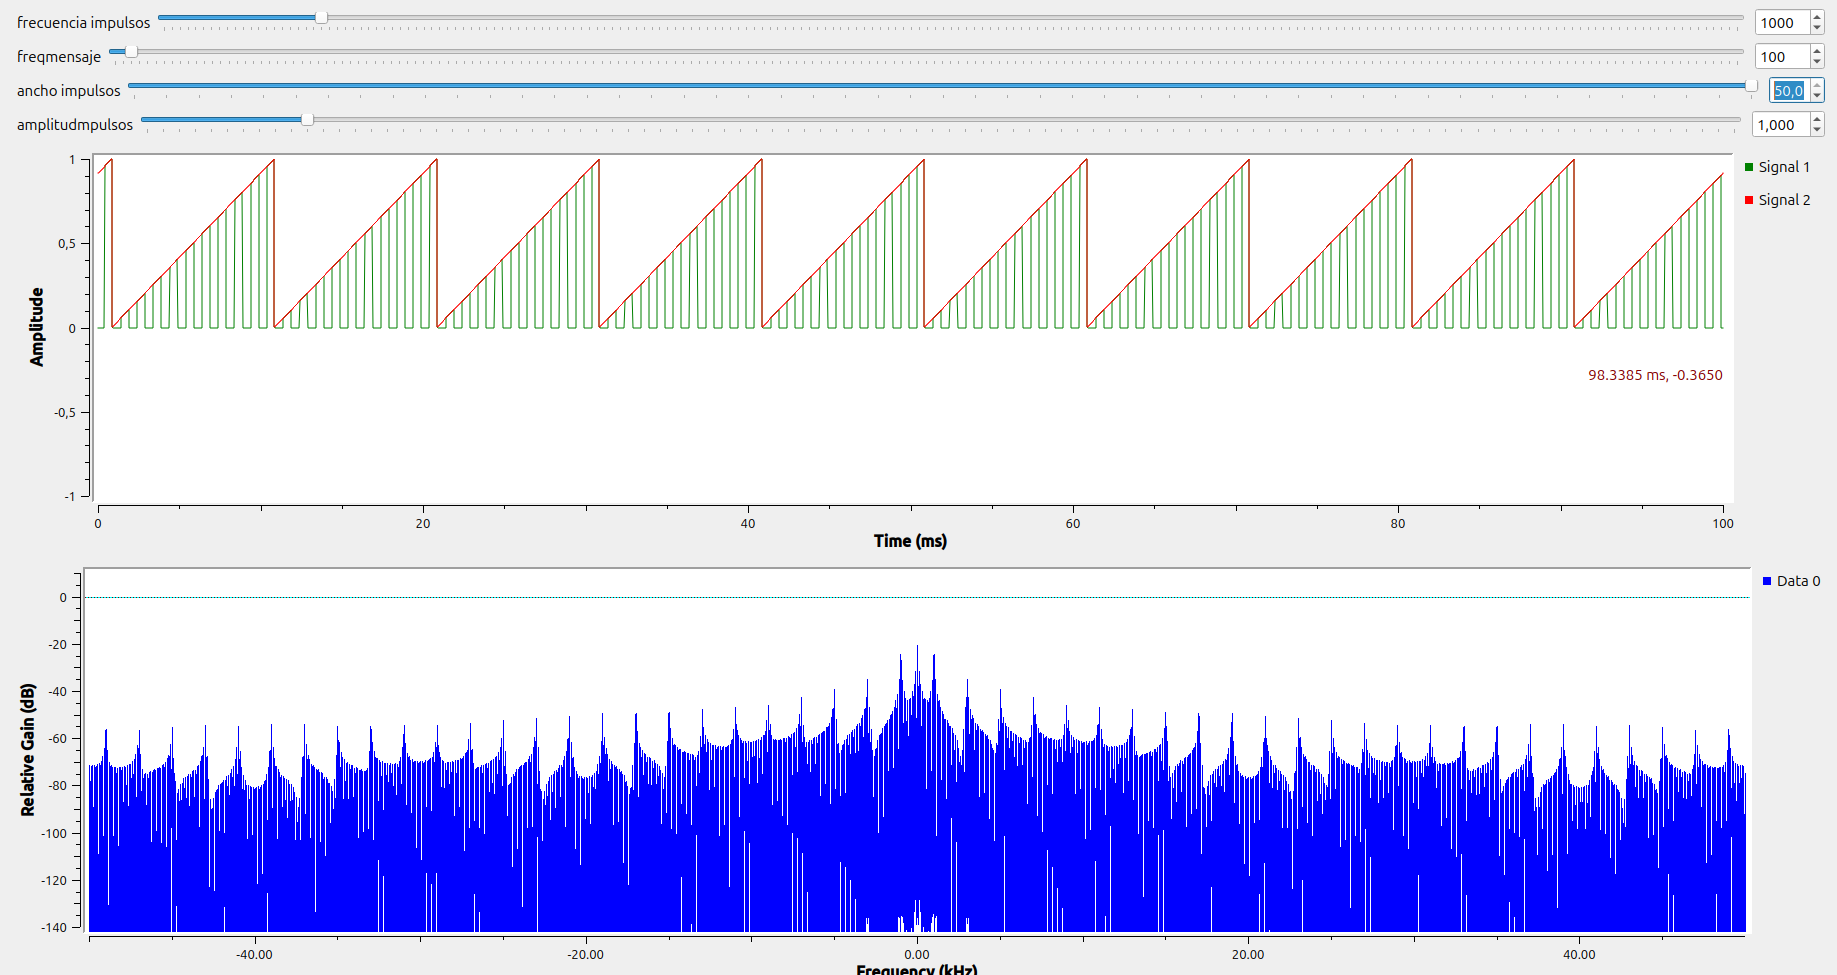 frecuencia impulsos 1000
freqmensaje 100
ancho impulsos 50,0
amplitudmpulsos 1,000
1
0,5
0
-0,5
-1
Amplitude
Signal 1
Signal 2
98.3385 ms, -0.3650
0 20 40 60 80 100
Time (ms)
0
-20
-40
-60
-80
-100
-120
-140
Relative Gain (dB)
Data 0
-40.00 -20.00 0.00 20.00 40.00
Frequency (kHz)